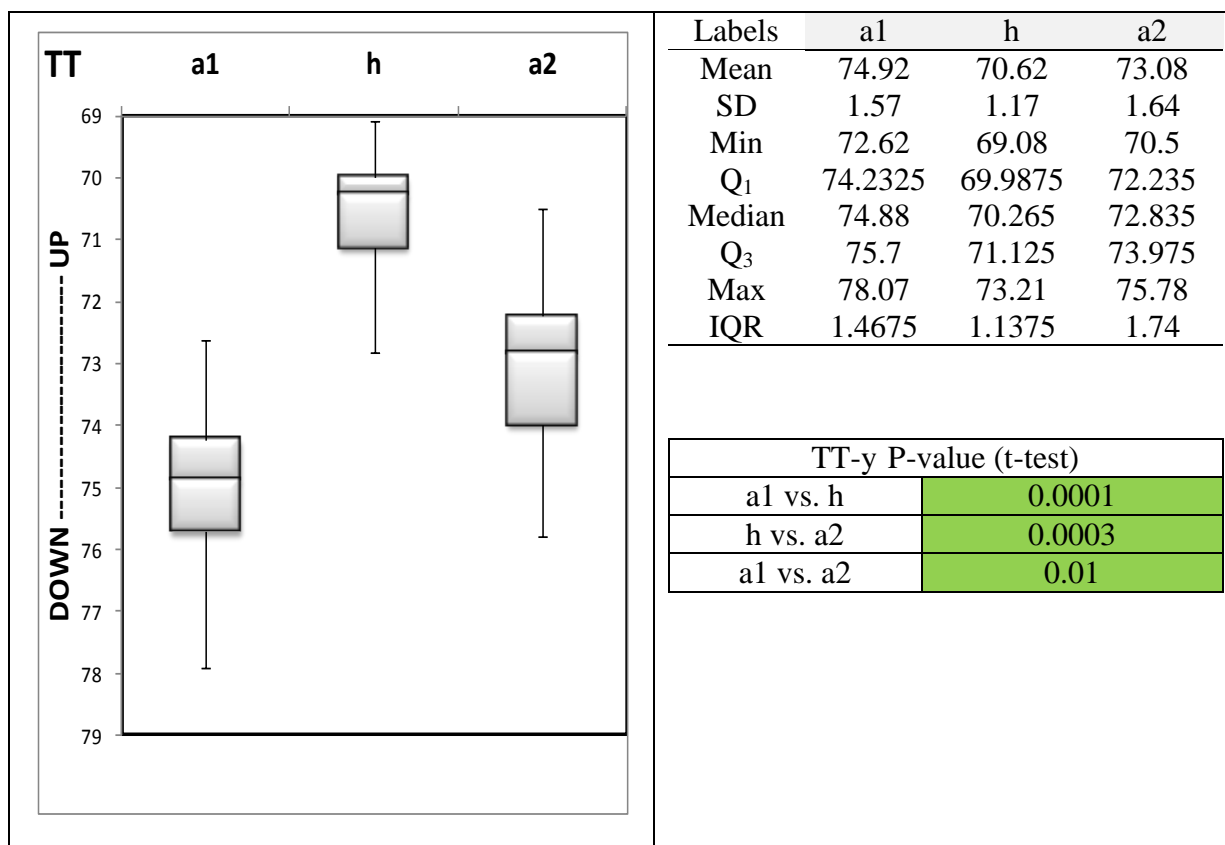 TT a1 h a2
69
70
71
72
73
74
75
76
77
78
79
DOWN ------------ UP
Labels a1 h a2
Mean 74.92 70.62 73.08
SD 1.57 1.17 1.64
Min 72.62 69.08 70.5
Q1 74.2325 69.9875 72.235
Median 74.88 70.265 72.835
Q3 75.7 71.125 73.975
Max 78.07 73.21 75.78
IQR 1.4675 1.1375 1.74
TT-y P-value (t-test)
a1 vs. h 0.0001
h vs. a2 0.0003
a1 vs. a2 0.01